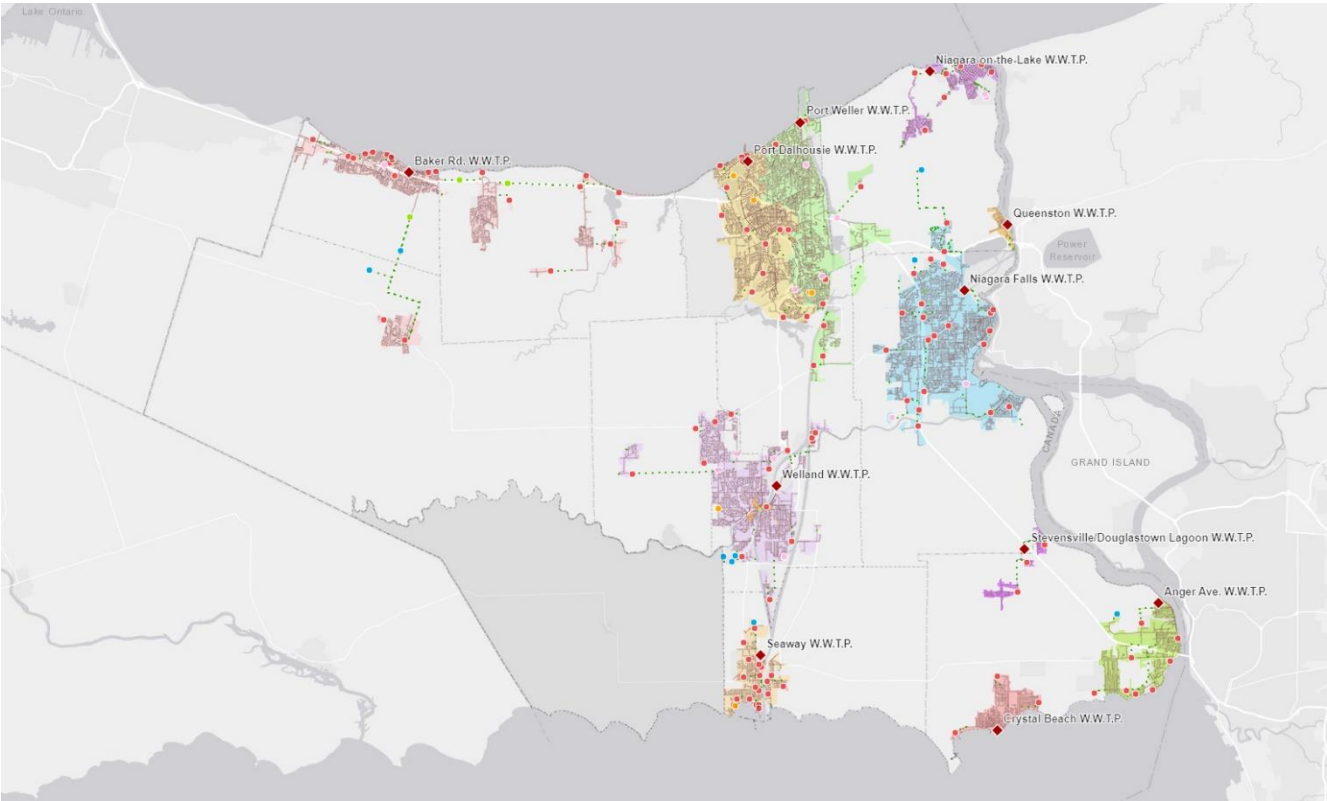 Lake Ontario
Niagara-on-the-Lake W.W.T.P.
Port Weller W.W.T.P.
Port Dalhousie W.W.T.P.
Baker Rd. W.W.T.P.
Queenston W.W.T.P.
Power
Reservoir
Niagara Falls W.W.T.P.
CANADA
GRAND ISLAND
Welland W.W.T.P.
Stevensville/Douglastown Lagoon W.W.T.P.
Anger Ave. W.W.T.P.
Seaway W.W.T.P.
Crystal Beach W.W.T.P.